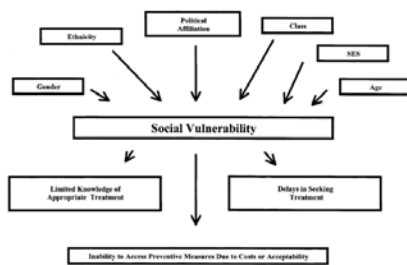 Political
Affiliation
Class
Ethnicity
SES
Gender
Age
Social Vulnerability
Limited Knowledge of
Appropriate Treatment
Delays in Seeking
Treatment
Inability to Access Preventive Measures Due to Costs or Acceptability